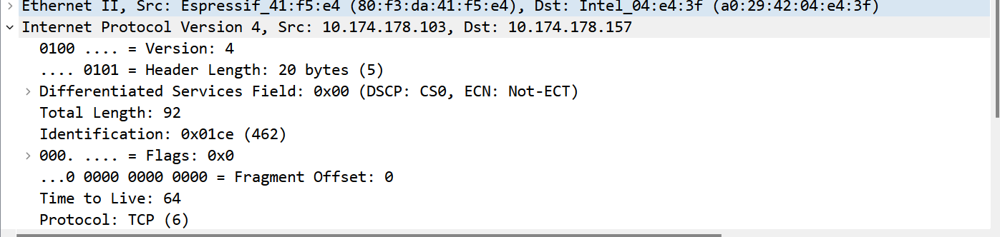 Ethernet II, Src: Espressif_41:f5:e4 (80:f3:da:41:f5:e4), Dst: Intel_04:e4:3f (a0:29:42:04:e4:3f)
Internet Protocol Version 4, Src: 10.174.178.103, Dst: 10.174.178.157
0100 .... = Version: 4
.... 0101 = Header Length: 20 bytes (5)
Differentiated Services Field: 0x00 (DSCP: CS0, ECN: Not-ECT)
Total Length: 92
Identification: 0x01ce (462)
000. .... = Flags: 0x0
...0 0000 0000 0000 = Fragment Offset: 0
Time to Live: 64
Protocol: TCP (6)